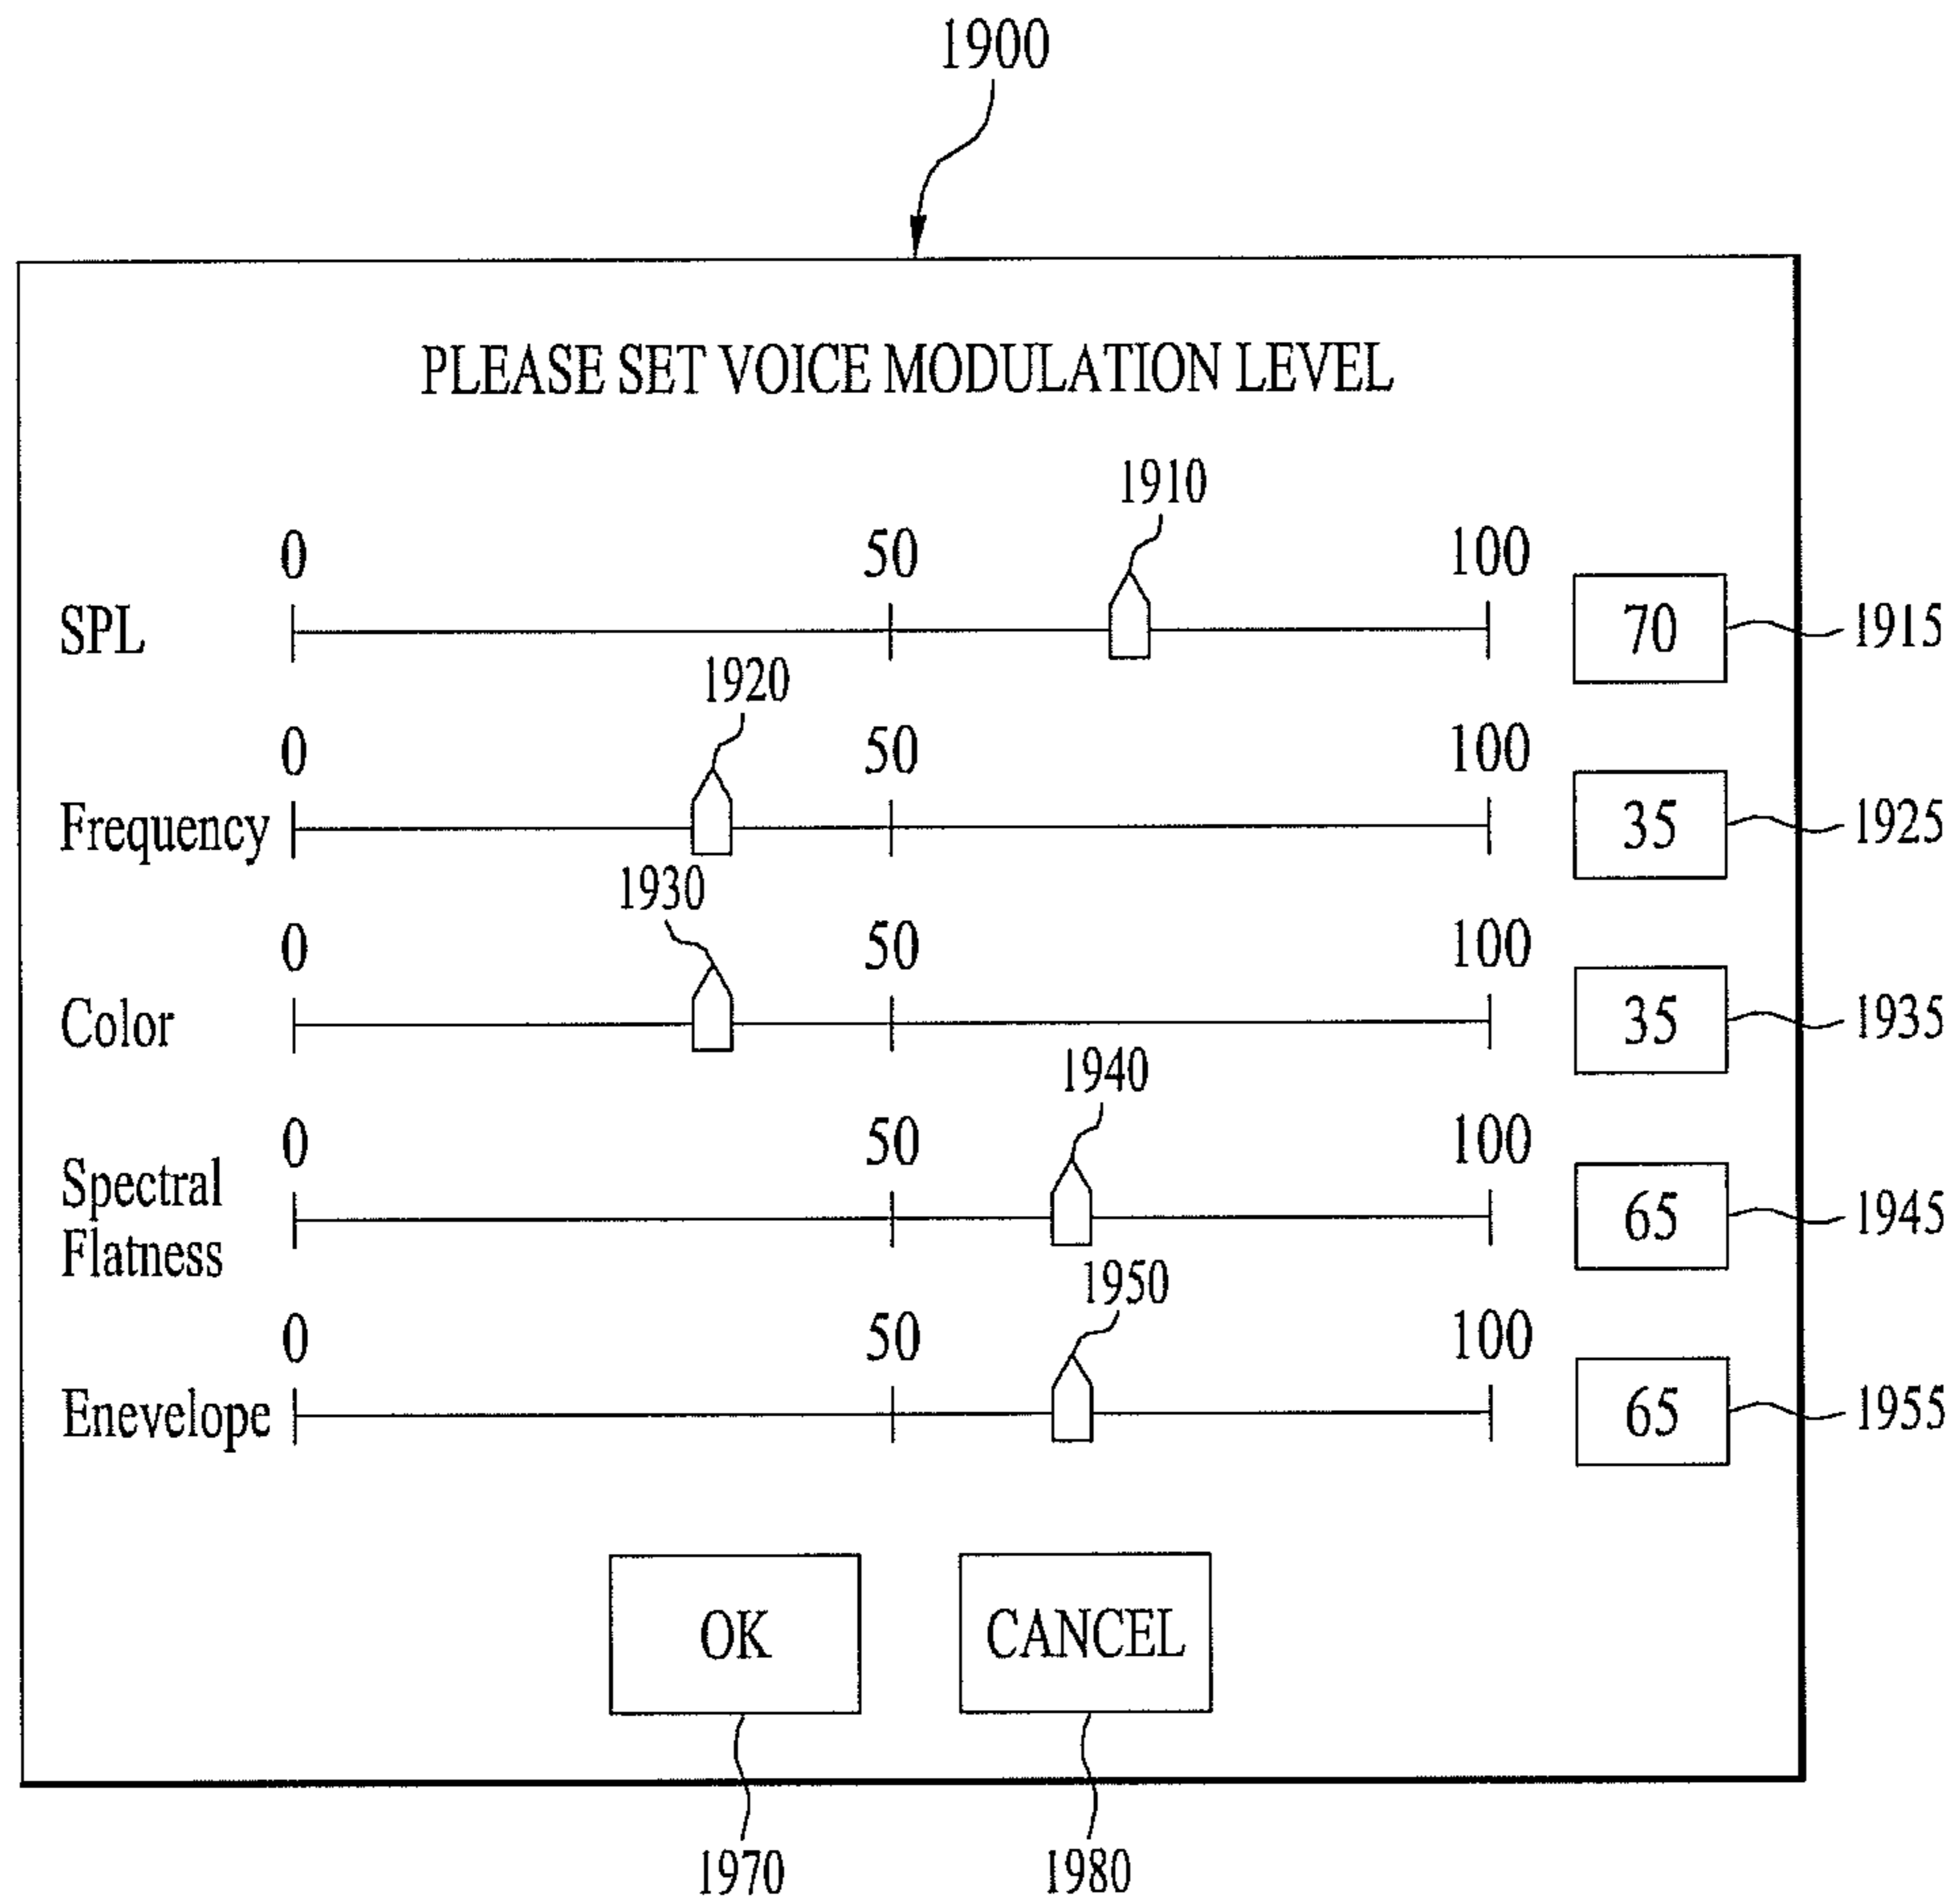 1900
PLEASE SET VOICE MODULATION LEVEL
1910
0 50 100
SPL 70 1915
1920
0 50 100
Frequency 35 1925
1930
0 50 100
Color 35 1935
1940
0 50 100
Spectral
Flatness 65 1945
1950
0 50 100
Enevelope 65 1955
OK CANCEL
1970 1980